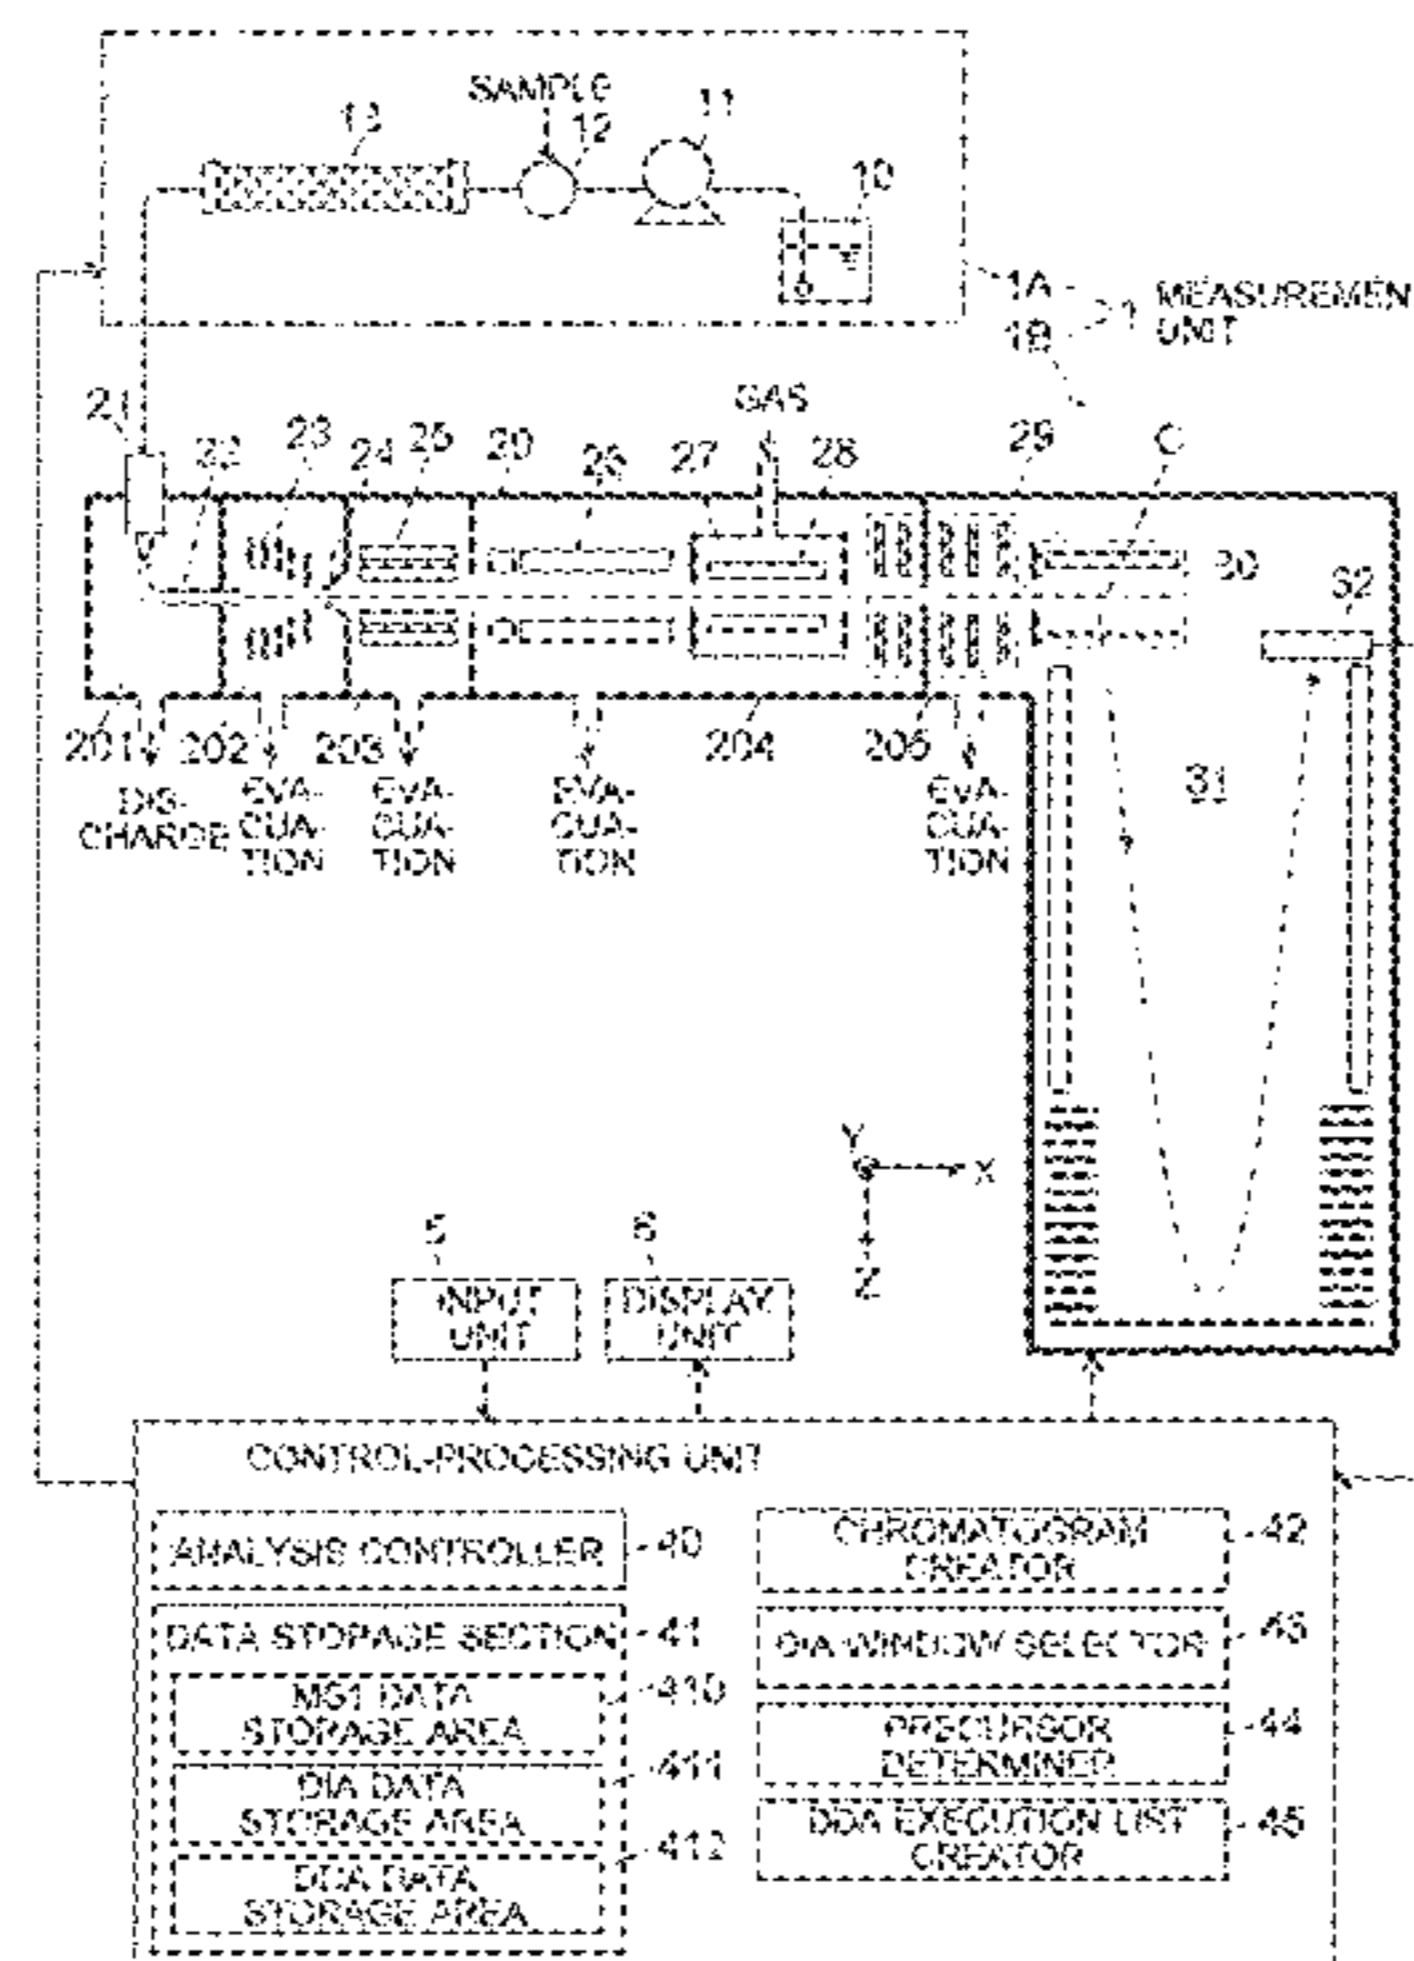 SAMPLE
13
12
11
10
1A
1B
1
MEASUREMEN
UNIT
21
22
23
24
25
20
26
27
GAS
28
29
C
30
32
201
202
203
204
205
DIS-
CHARGE
EVA-
CUA-
TION
EVA-
CUA-
TION
EVA-
CUA-
TION
EVA-
CUA-
TION
31
Y
X
Z
5
INPUT
UNIT
6
DISPLAY
UNIT
CONTROL-PROCESSING UNIT
ANALYSIS CONTROLLER
40
DATA STORAGE SECTION
41
MS1 DATA
STORAGE AREA
410
DIA DATA
STORAGE AREA
411
DDA DATA
STORAGE AREA
412
CHROMATOGRAM
CREATOR
42
DIA WINDOW SELECTOR
43
PRECURSOR
DETERMINER
44
DDA EXECUTION LIST
CREATOR
45